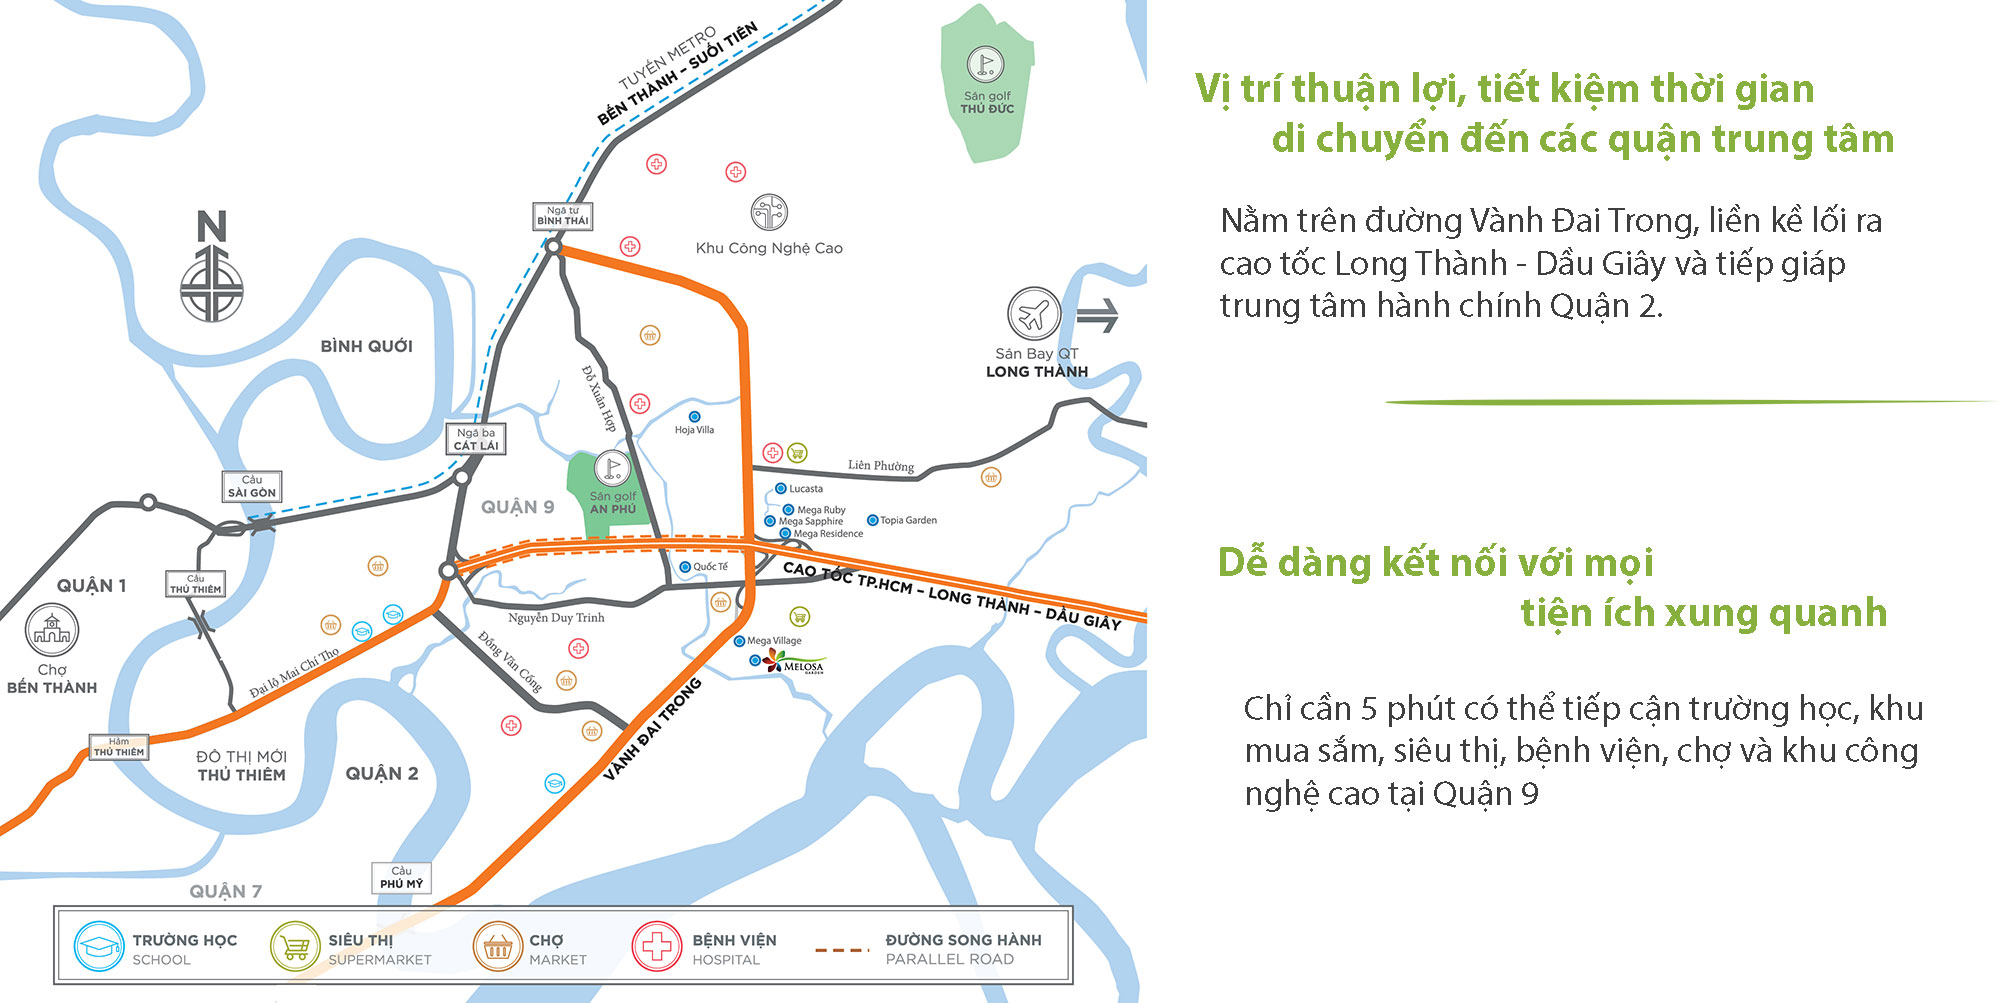 TUYẾN METRO
BẾN THÀNH – SUỐI TIÊN
Sân golf
THỦ ĐỨC
N
Ngã tư
BÌNH THÁI
Khu Công Nghệ Cao
BÌNH QUỚI
Sân Bay QT
LONG THÀNH
Đỗ Xuân Hợp
Hoja Villa
Ngã ba
CÁT LÁI
Liên Phường
Cầu
SÀI GÒN
Sân golf
AN PHÚ
QUẬN 9
Lucasta
Mega Ruby
Mega Sapphire
Topia Garden
Mega Residence
Quốc Tế
CAO TỐC TP.HCM – LONG THÀNH – DẦU GIÂY
QUẬN 1
Cầu
THỦ THIÊM
Nguyễn Duy Trinh
Chợ
BẾN THÀNH
Đại lộ Mai Chí Thọ
Đồng Văn Cống
Mega Village
MELOSA
GARDEN
VÀNH ĐAI TRONG
Hầm
THỦ THIÊM
ĐÔ THỊ MỚI
THỦ THIÊM
QUẬN 2
Cầu
PHÚ MỸ
QUẬN 7
TRƯỜNG HỌC
SCHOOL
SIÊU THỊ
SUPERMARKET
CHỢ
MARKET
BỆNH VIỆN
HOSPITAL
ĐƯỜNG SONG HÀNH
PARALLEL ROAD
Vị trí thuận lợi, tiết kiệm thời gian
di chuyển đến các quận trung tâm
Nằm trên đường Vành Đai Trong, liền kề lối ra
cao tốc Long Thành - Dầu Giây và tiếp giáp
trung tâm hành chính Quận 2.
Dễ dàng kết nối với mọi
tiện ích xung quanh
Chỉ cần 5 phút có thể tiếp cận trường học, khu
mua sắm, siêu thị, bệnh viện, chợ và khu công
nghệ cao tại Quận 9